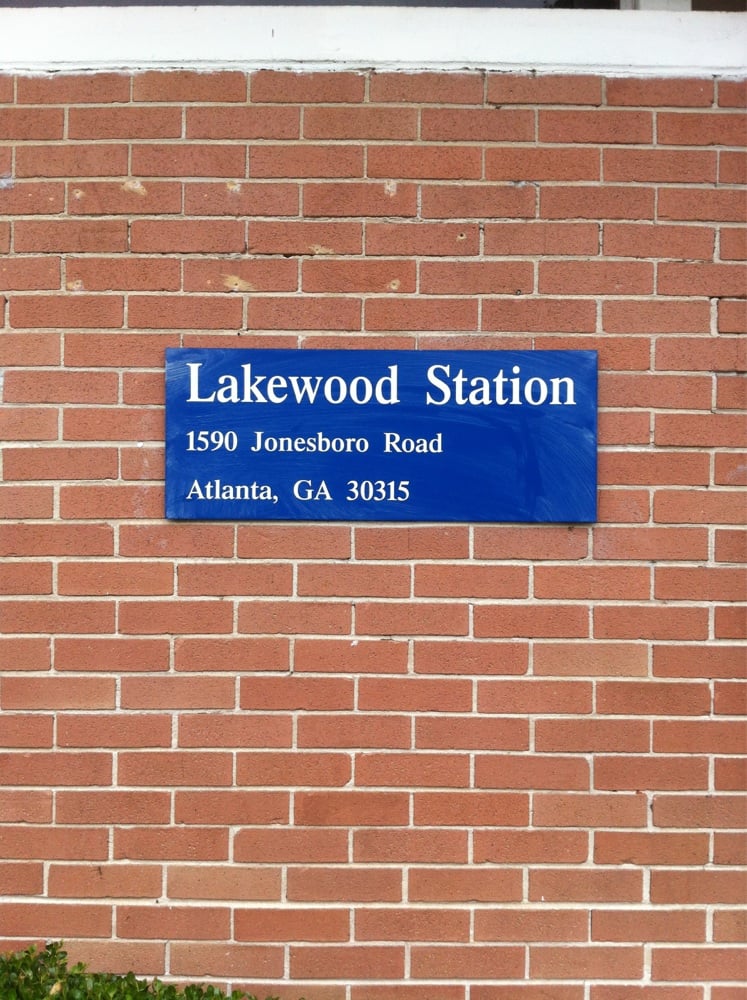 Lakewood Station
1590 Jonesboro Road
Atlanta, GA 30315